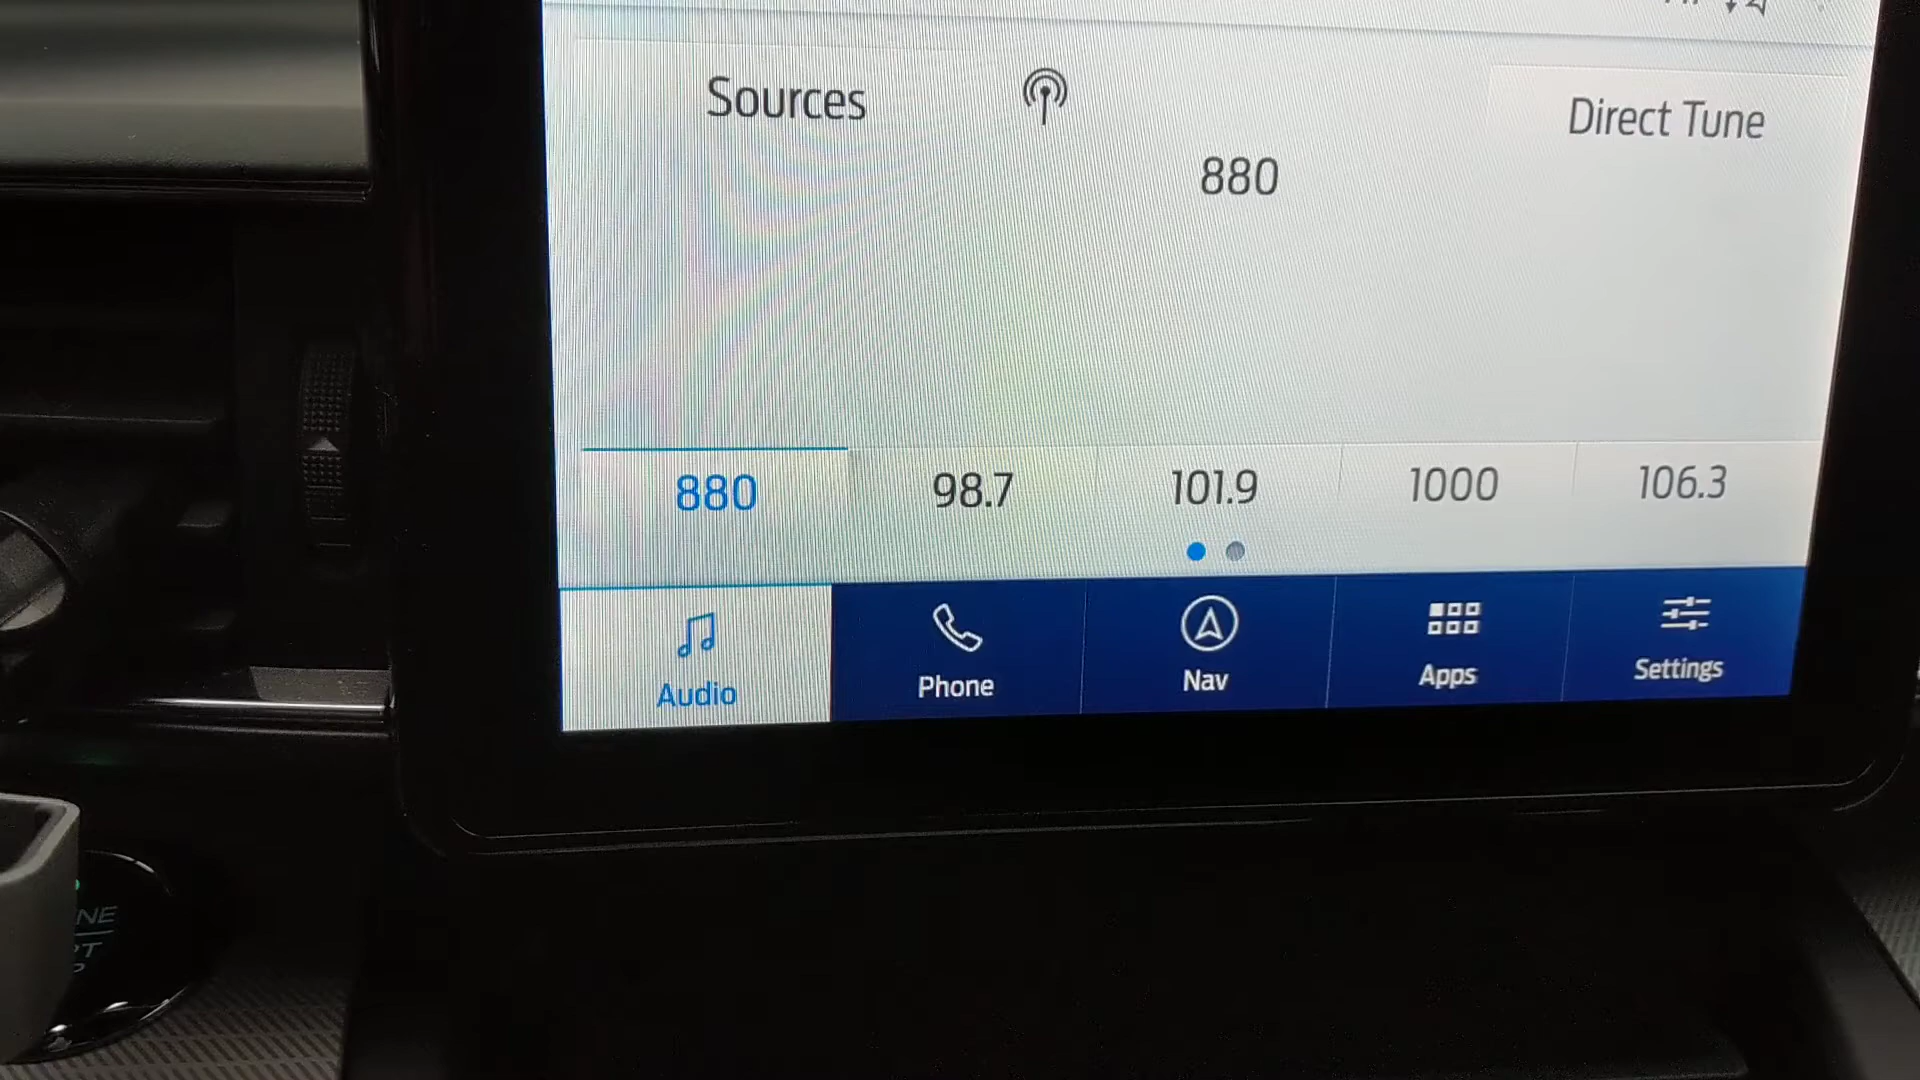 Sources
Direct Tune
880
880 98.7 101.9 1000 106.3
Audio Phone Nav Apps Settings